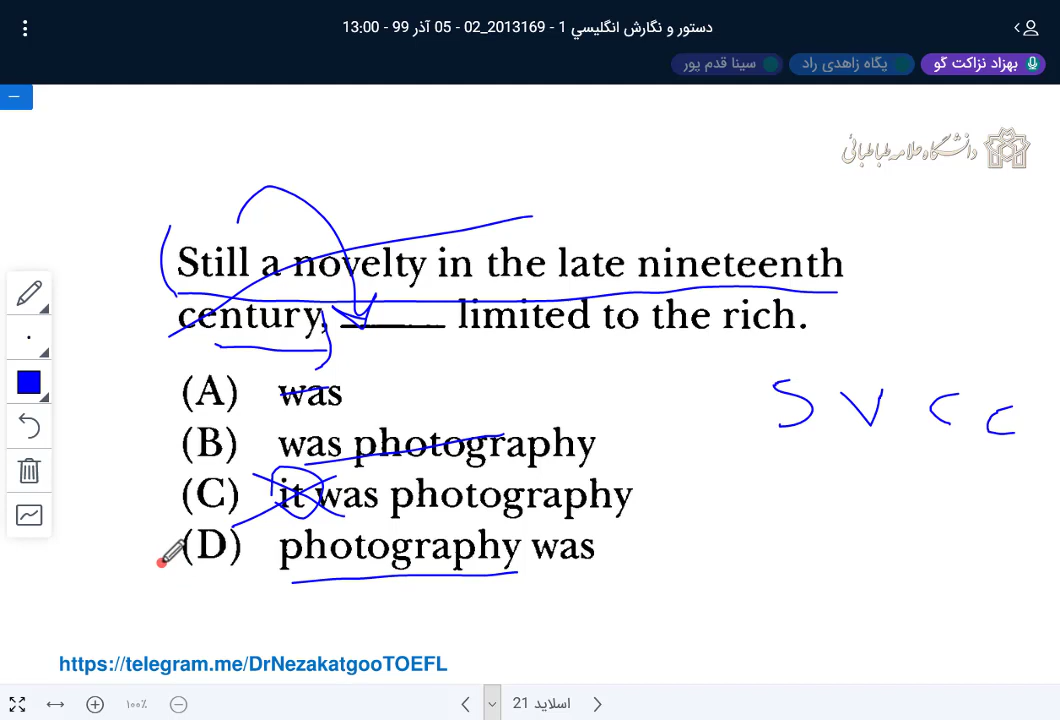 دستور و نگارش انگليسي 1 - 2013169_02 - 05 آذر 99 - 13:00
بهزاد نزاکت گو
پگاه زاهدی راد
سینا قدم پور
دانشگاه علامه طباطبائی
Still a novelty in the late nineteenth
century, ______ limited to the rich.
(A) was
(B) was photography
(C) it was photography
(D) photography was
S V C C
https://telegram.me/DrNezakatgooTOEFL
۱۰۰٪
اسلاید 21